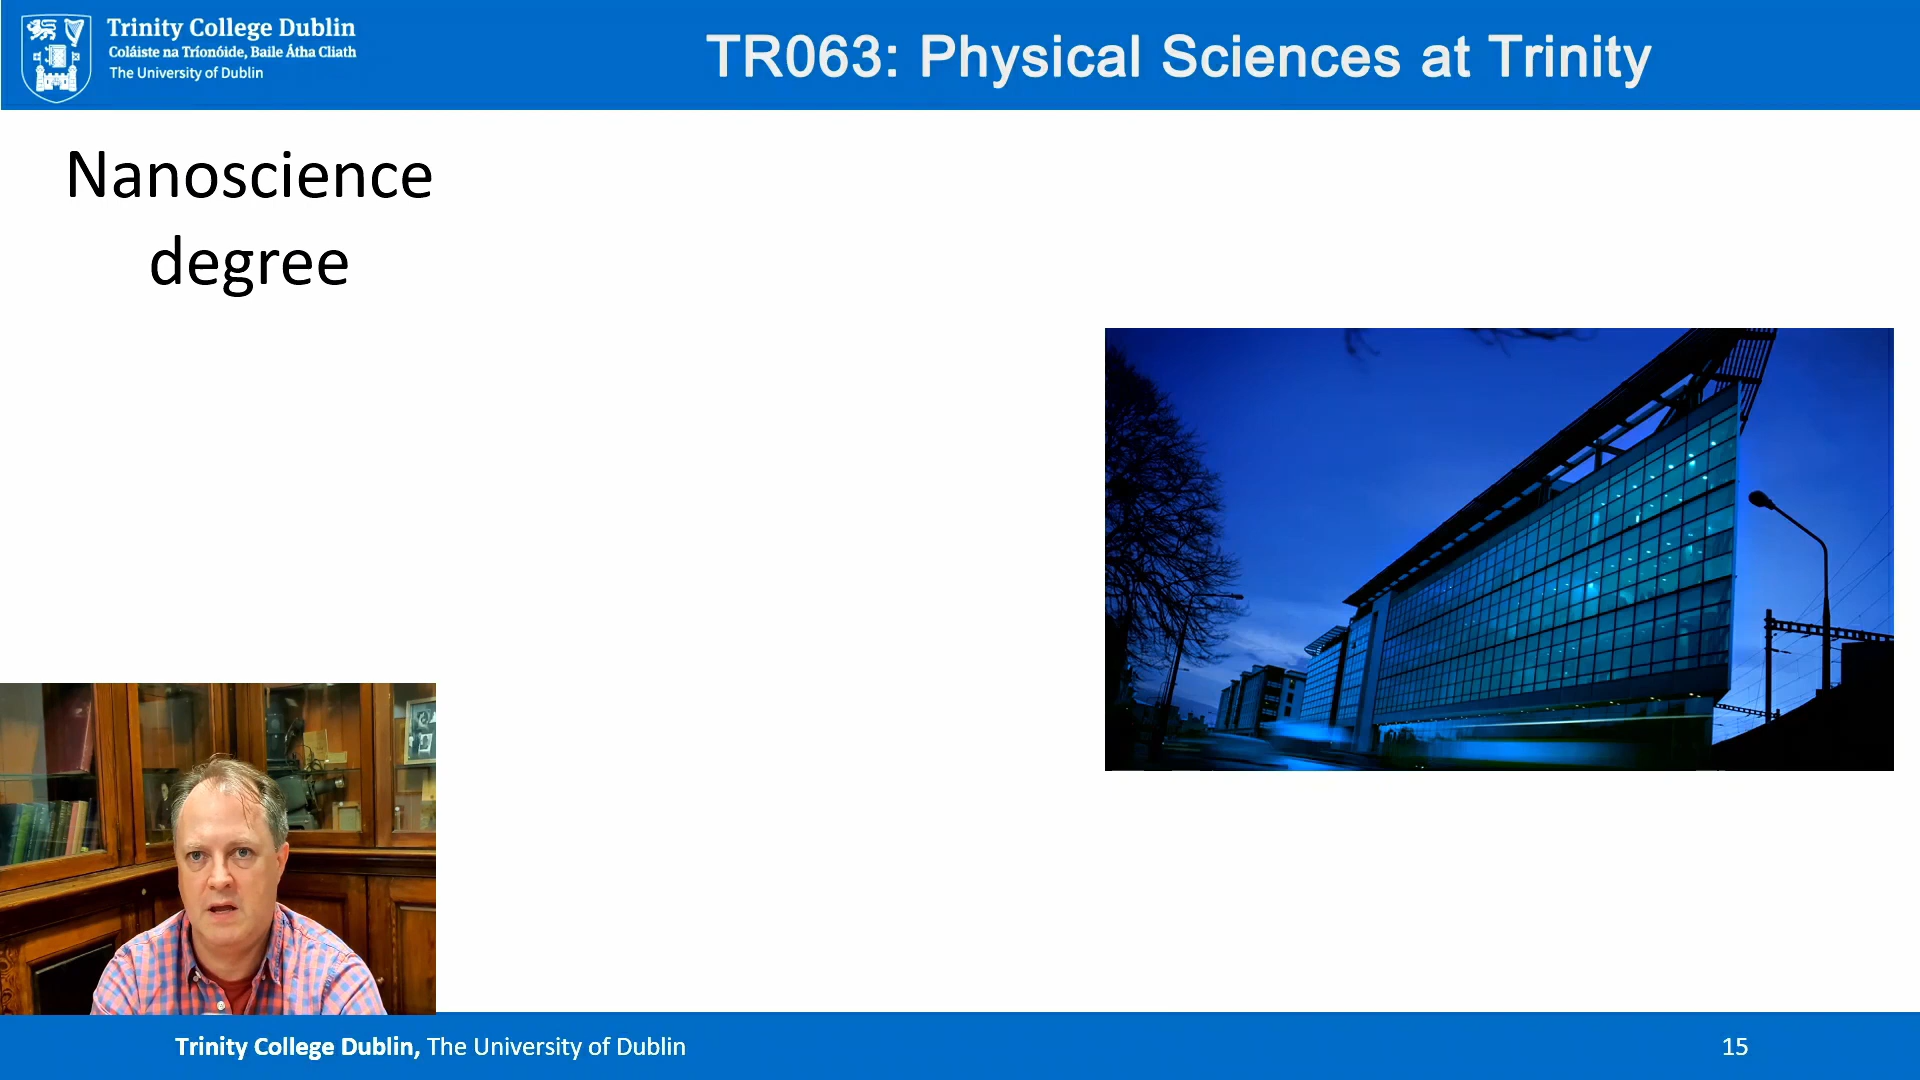 Trinity College Dublin
Coláiste na Tríonóide, Baile Átha Cliath
The University of Dublin
TR063: Physical Sciences at Trinity
Nanoscience
degree
Trinity College Dublin, The University of Dublin
15